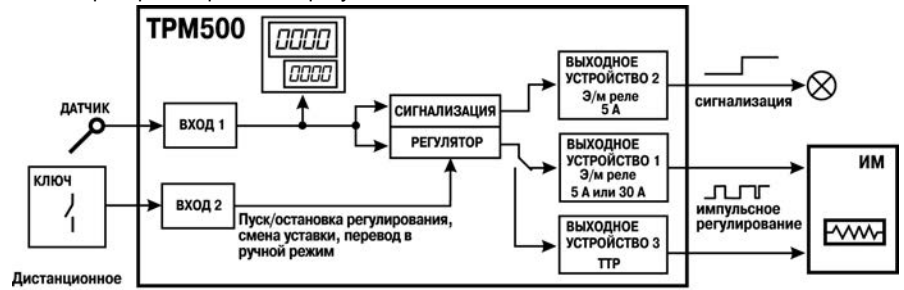 ТРМ500
0000
0000
ДАТЧИК
ВХОД 1
СИГНАЛИЗАЦИЯ
РЕГУЛЯТОР
ВЫХОДНОЕ
УСТРОЙСТВО 2
Э/м реле
5 А
сигнализация
КЛЮЧ
ВХОД 2
Пуск/остановка регулирования,
смена уставки, перевод в
ручной режим
ВЫХОДНОЕ
УСТРОЙСТВО 1
Э/м реле
5 А или 30 А
импульсное
регулирование
ИМ
ВЫХОДНОЕ
УСТРОЙСТВО 3
ТТР
Дистанционное